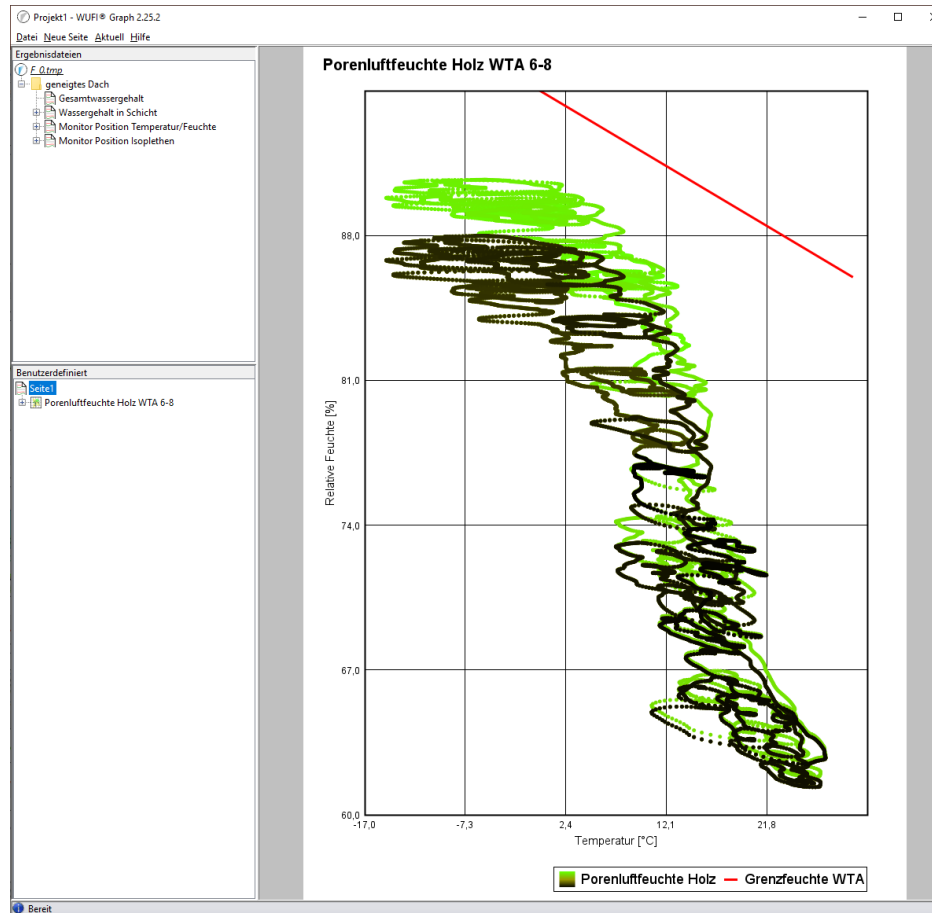 Projekt1 - WUFI® Graph 2.25.2
Datei Neue Seite Aktuell Hilfe
Ergebnisdateien
F_0.tmp
geneigtes Dach
Gesamtwassergehalt
Wassergehalt in Schicht
Monitor Position Temperatur/Feuchte
Monitor Position Isoplethen
Benutzerdefiniert
Seite1
Porenluftfeuchte Holz WTA 6-8
Porenluftfeuchte Holz WTA 6-8
88,0
81,0
74,0
67,0
60,0
Relative Feuchte [%]
-17,0
-7,3
2,4
12,1
21,8
Temperatur [°C]
Porenluftfeuchte Holz
Grenzfeuchte WTA
Bereit